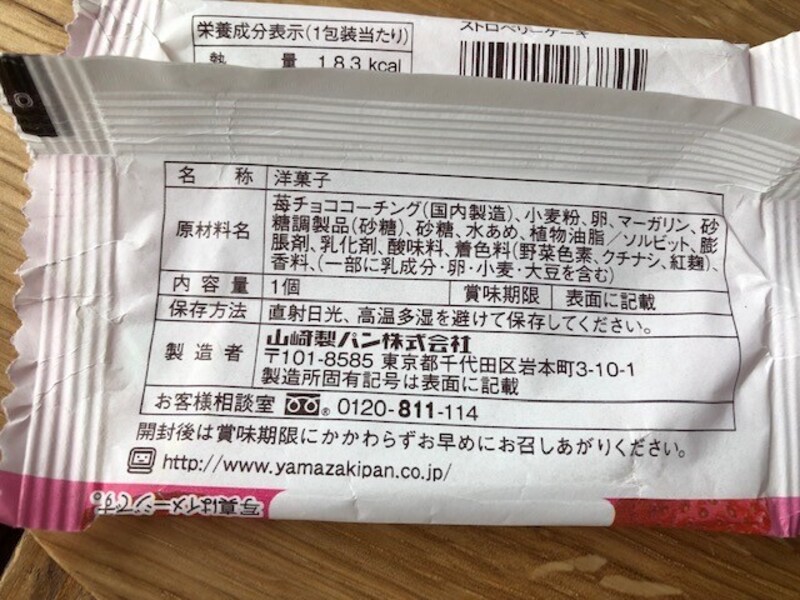 栄養成分表示(1包装当たり)
熱 量 183 kcal
ストロベリーケーキ
名 称 洋菓子
原材料名
苺チョココーチング(国内製造)、小麦粉、卵、マーガリン、砂
糖調製品(砂糖)、砂糖、水あめ、植物油脂／ソルビット、膨
脹剤、乳化剤、酸味料、着色料(野菜色素、クチナシ、紅麹)、
香料、(一部に乳成分・卵・小麦・大豆を含む)
内 容 量 1個 賞味期限 表面に記載
保存方法 直射日光、高温多湿を避けて保存してください。
製 造 者
山崎製パン株式会社
〒101-8585 東京都千代田区岩本町3-10-1
製造所固有記号は表面に記載
お客様相談室 ® 0120-811-114
開封後は賞味期限にかかわらずお早めにお召しあがりください。
http://www.yamazakipan.co.jp/
写真はイメージです。